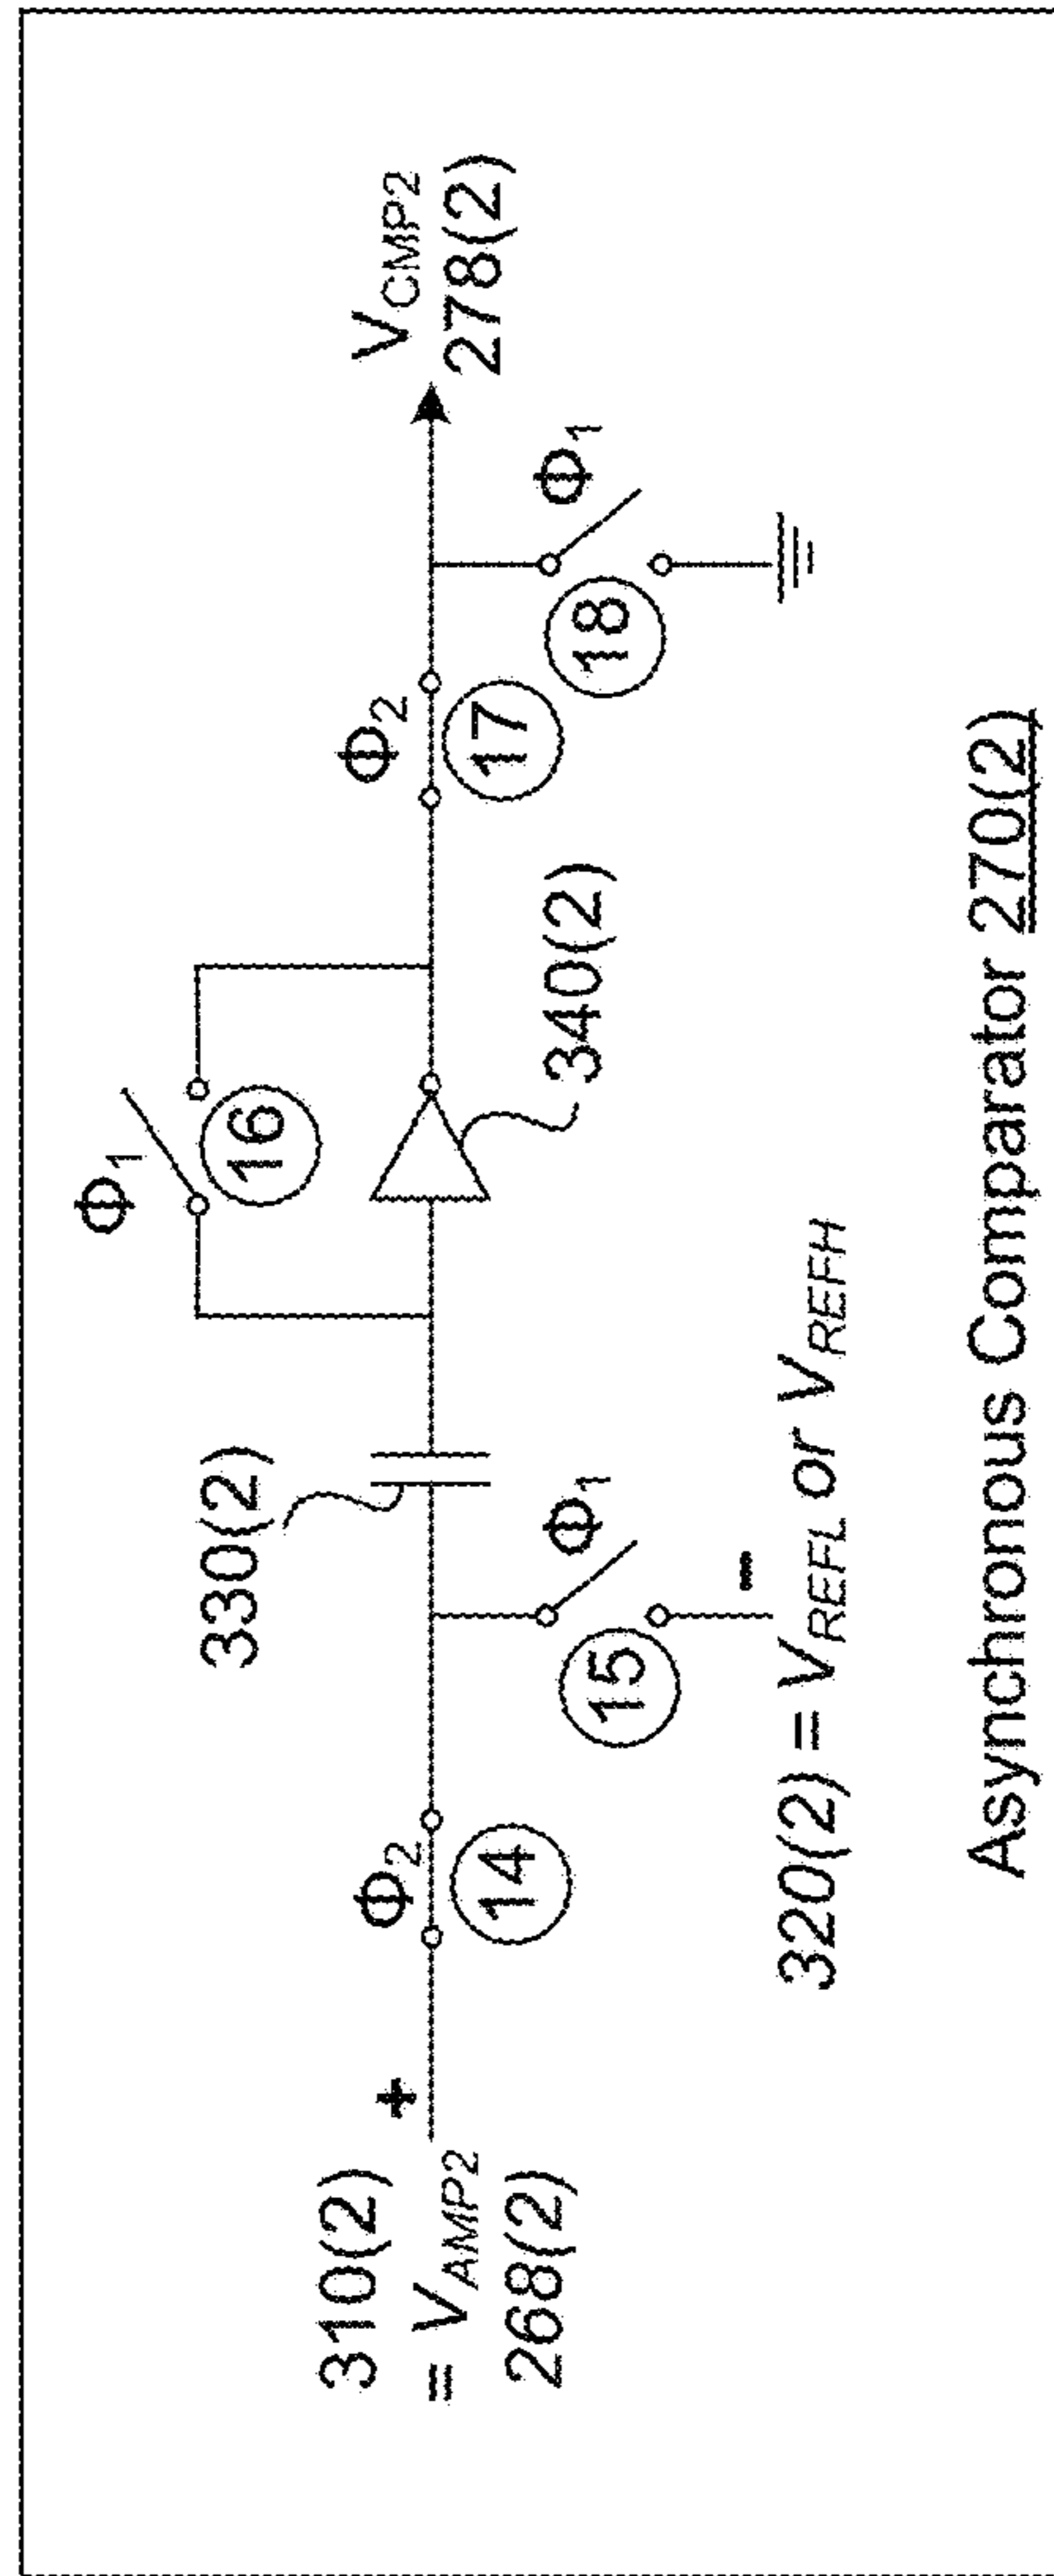 310(2)
= V_AMP2
268(2)
+
Φ2
14
Φ1
15
-
320(2) = V_REFL or V_REFH
330(2)
Φ1
16
340(2)
Φ2
17
Φ1
18
V_CMP2
278(2)
Asynchronous Comparator 270(2)